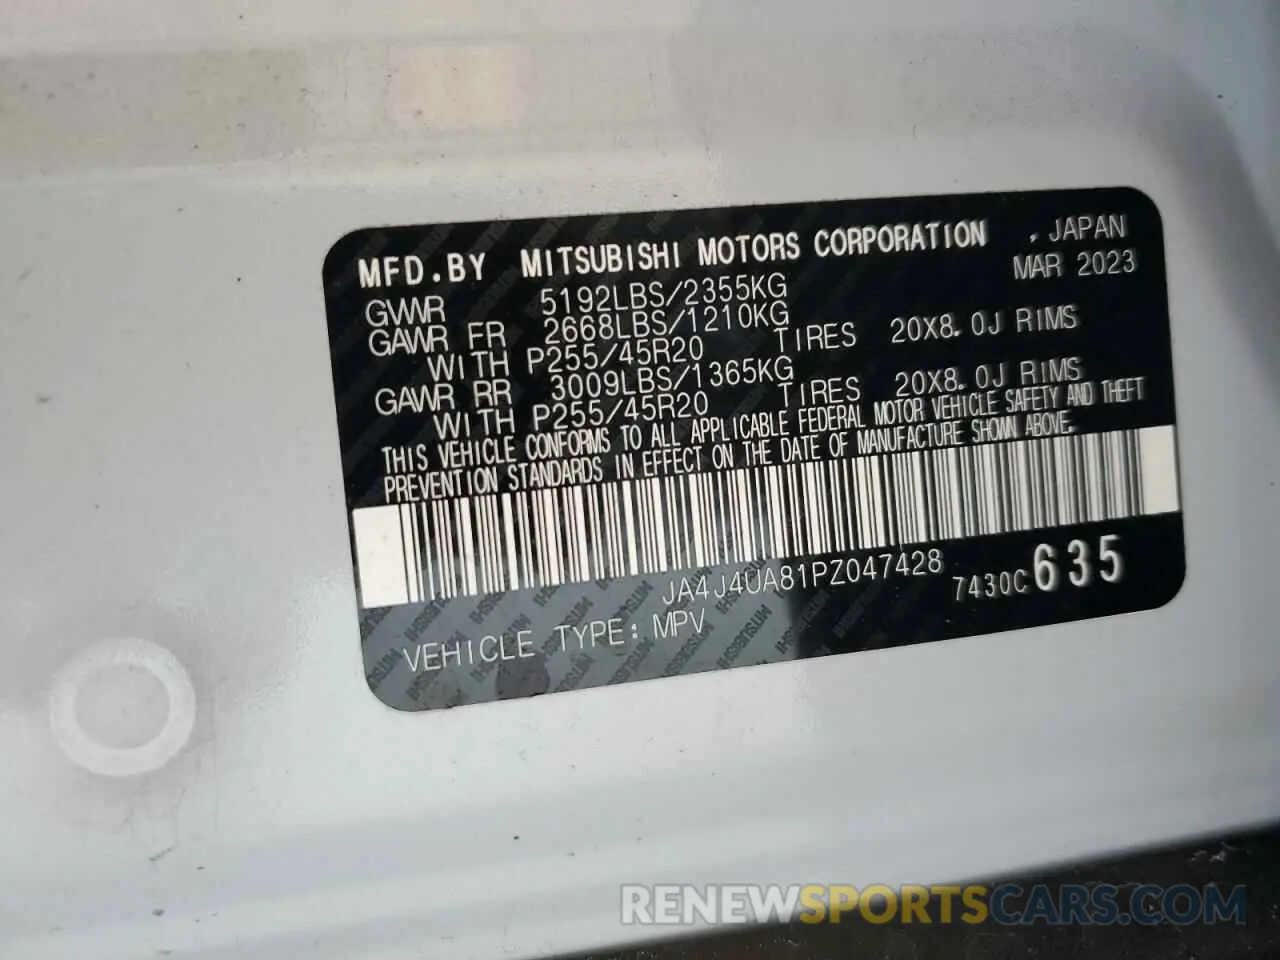 MFD.BY MITSUBISHI MOTORS CORPORATION , JAPAN
MAR 2023
GVWR 5192LBS/2355KG
GAWR FR 2668LBS/1210KG
WITH P255/45R20 TIRES 20X8.0J RIMS
GAWR RR 3009LBS/1365KG
WITH P255/45R20 TIRES 20X8.0J RIMS
THIS VEHICLE CONFORMS TO ALL APPLICABLE FEDERAL MOTOR VEHICLE SAFETY AND THEFT
PREVENTION STANDARDS IN EFFECT ON THE DATE OF MANUFACTURE SHOWN ABOVE.
JA4J4UA81PZ047428 7430C 635
VEHICLE TYPE: MPV
RENEWSPORTSCARS.COM